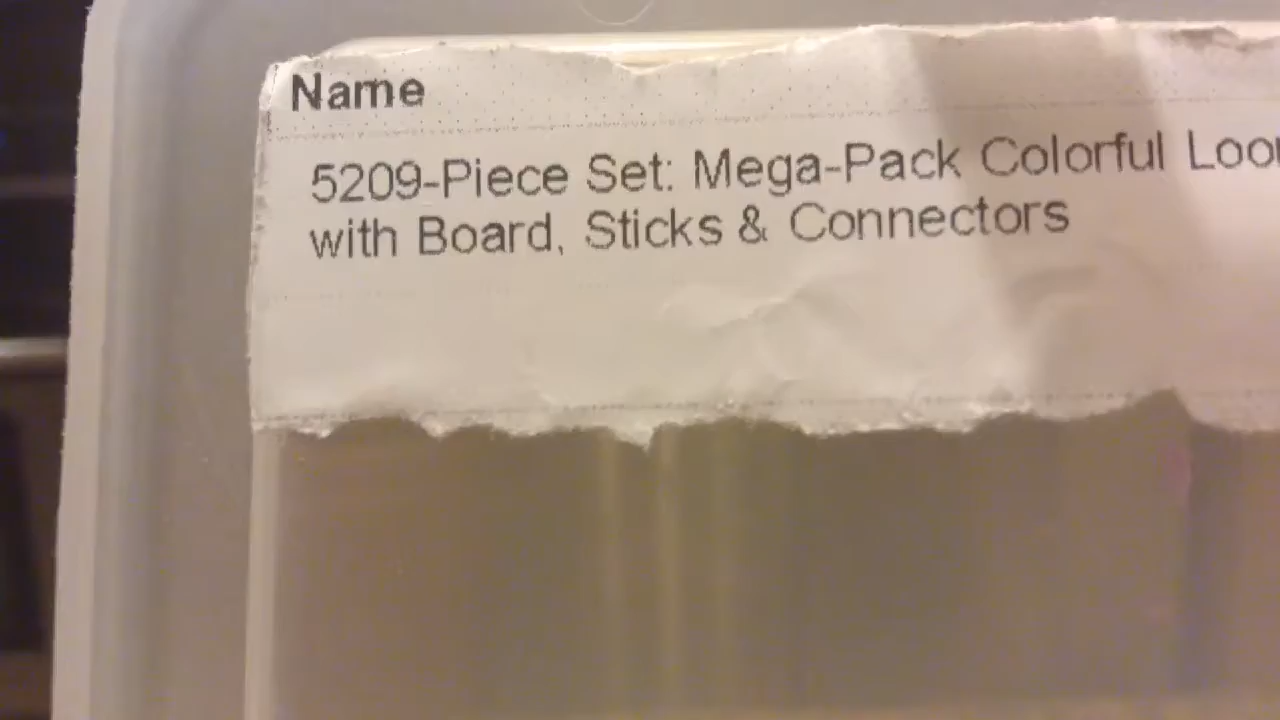 Name
5209-Piece Set: Mega-Pack Colorful
with Board, Sticks & Connectors